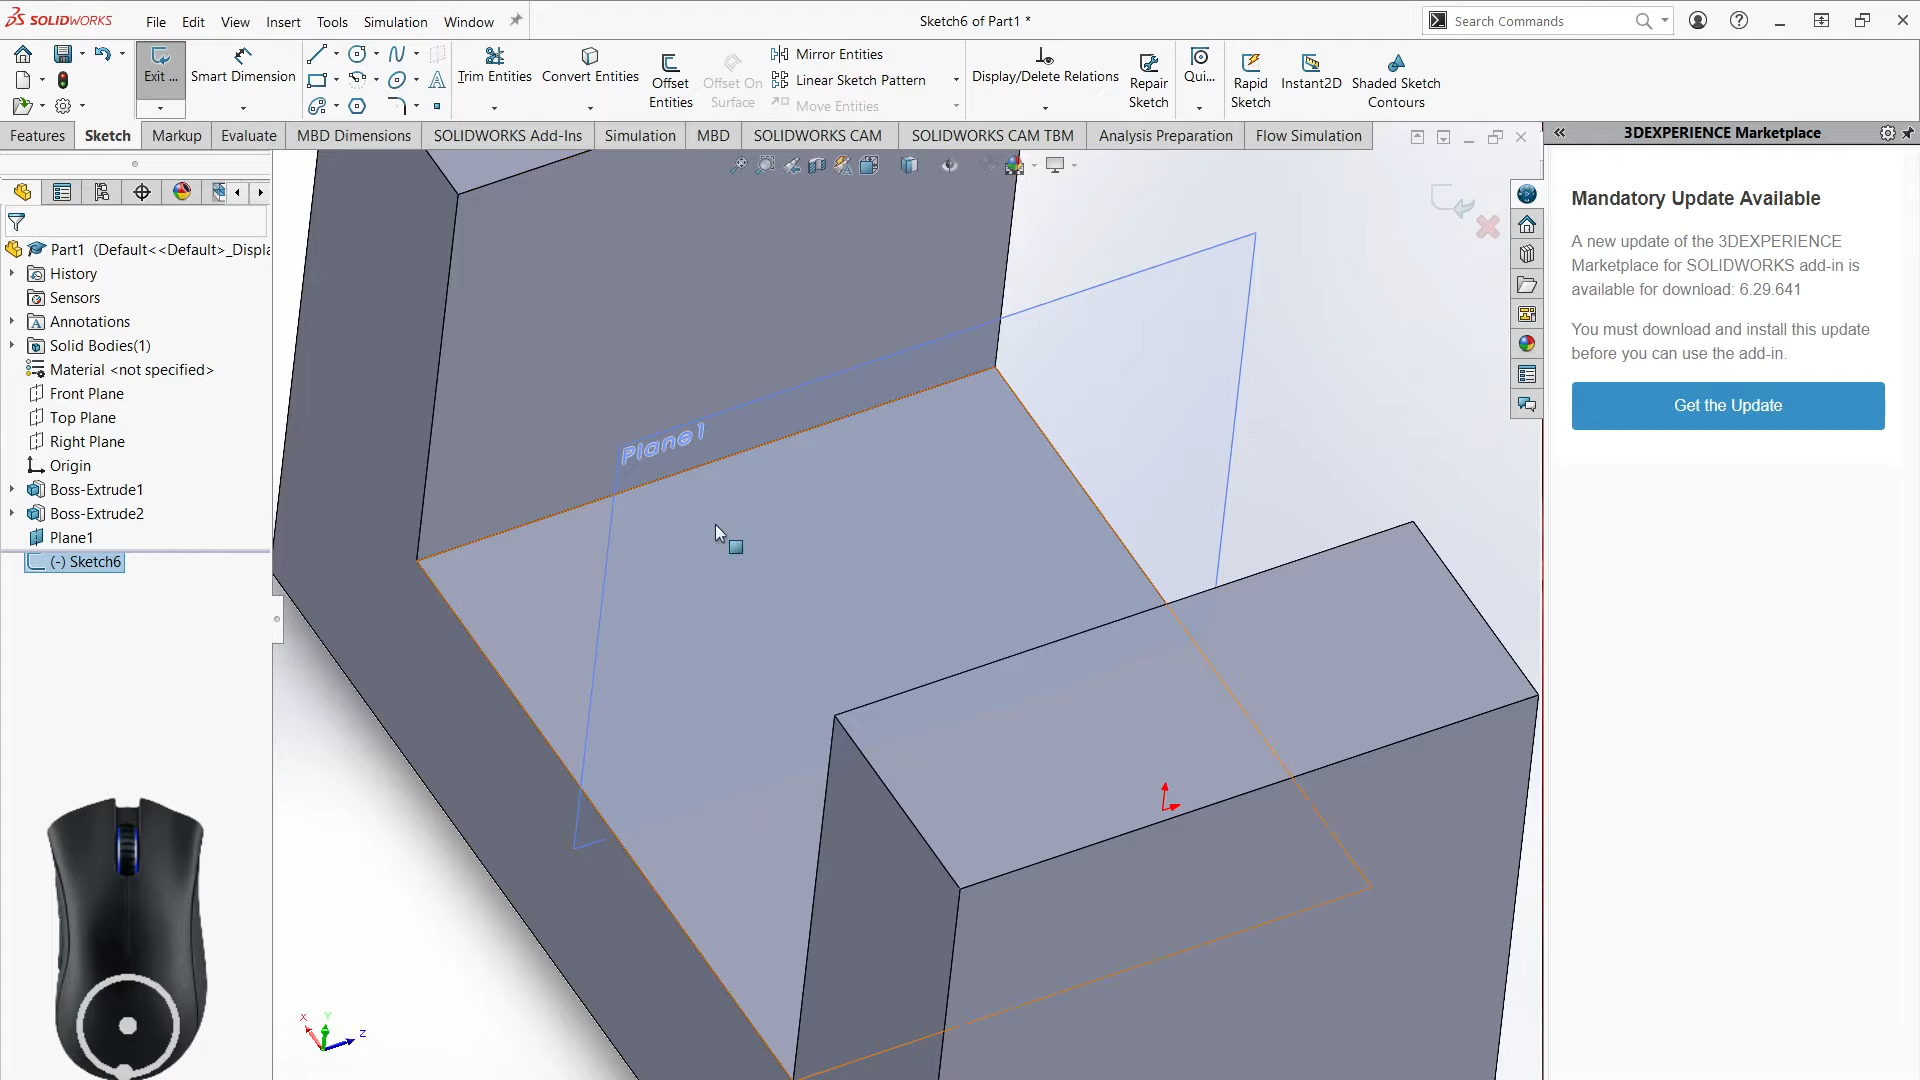 SOLIDWORKS
File Edit View Insert Tools Simulation Window
Sketch6 of Part1 *
Search Commands
Exit ...
Smart Dimension
Trim Entities
Convert Entities
Offset
Entities
Offset On
Surface
Mirror Entities
Linear Sketch Pattern
Move Entities
Display/Delete Relations
Repair
Sketch
Qui...
Rapid
Sketch
Instant2D
Shaded Sketch
Contours
Features Sketch Markup Evaluate MBD Dimensions SOLIDWORKS Add-Ins Simulation MBD SOLIDWORKS CAM SOLIDWORKS CAM TBM Analysis Preparation Flow Simulation
3DEXPERIENCE Marketplace
Mandatory Update Available
A new update of the 3DEXPERIENCE
Marketplace for SOLIDWORKS add-in is
available for download: 6.29.641
You must download and install this update
before you can use the add-in.
Get the Update
Part1 (Default<<Default>_Displa
History
Sensors
Annotations
Solid Bodies(1)
Material <not specified>
Front Plane
Top Plane
Right Plane
Origin
Boss-Extrude1
Boss-Extrude2
Plane1
(-) Sketch6
Plane1
X Y Z